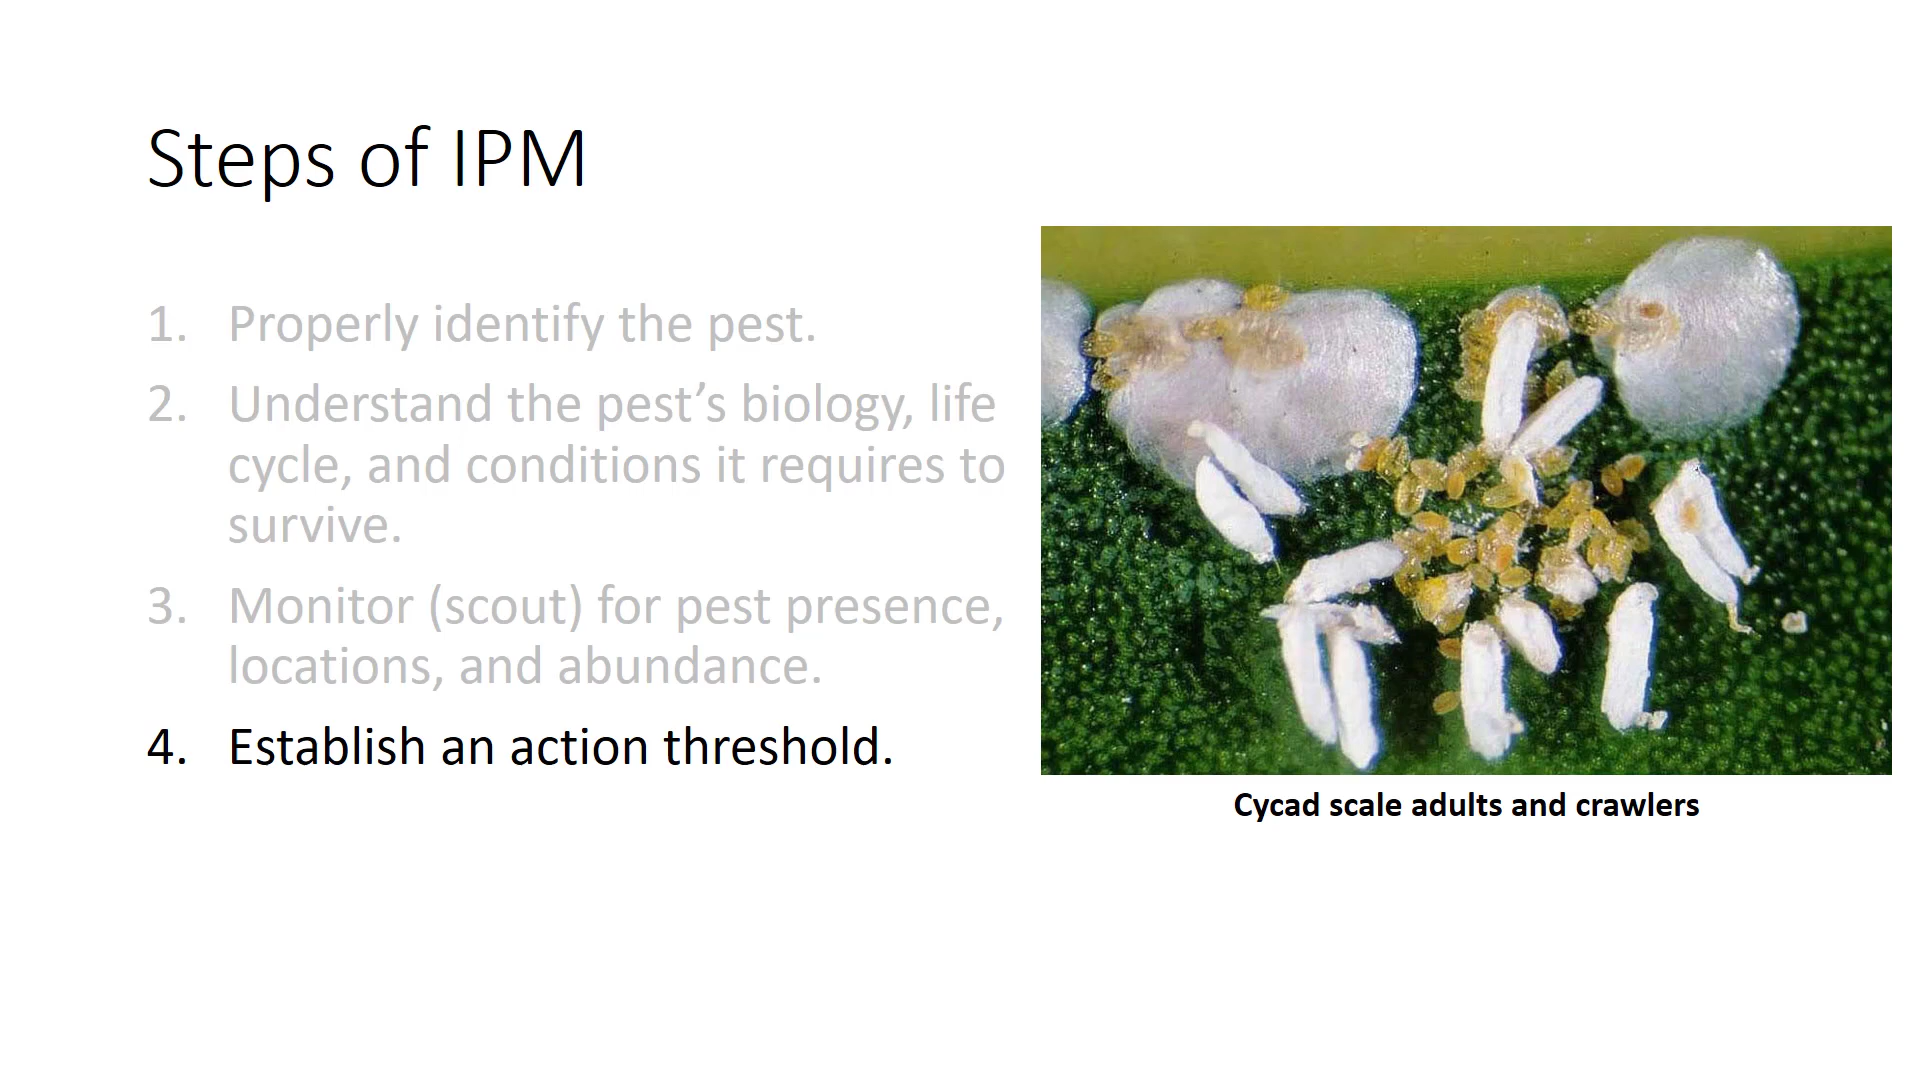 Steps of IPM
1. Properly identify the pest.
2. Understand the pest’s biology, life
cycle, and conditions it requires to
survive.
3. Monitor (scout) for pest presence,
locations, and abundance.
4. Establish an action threshold.
Cycad scale adults and crawlers